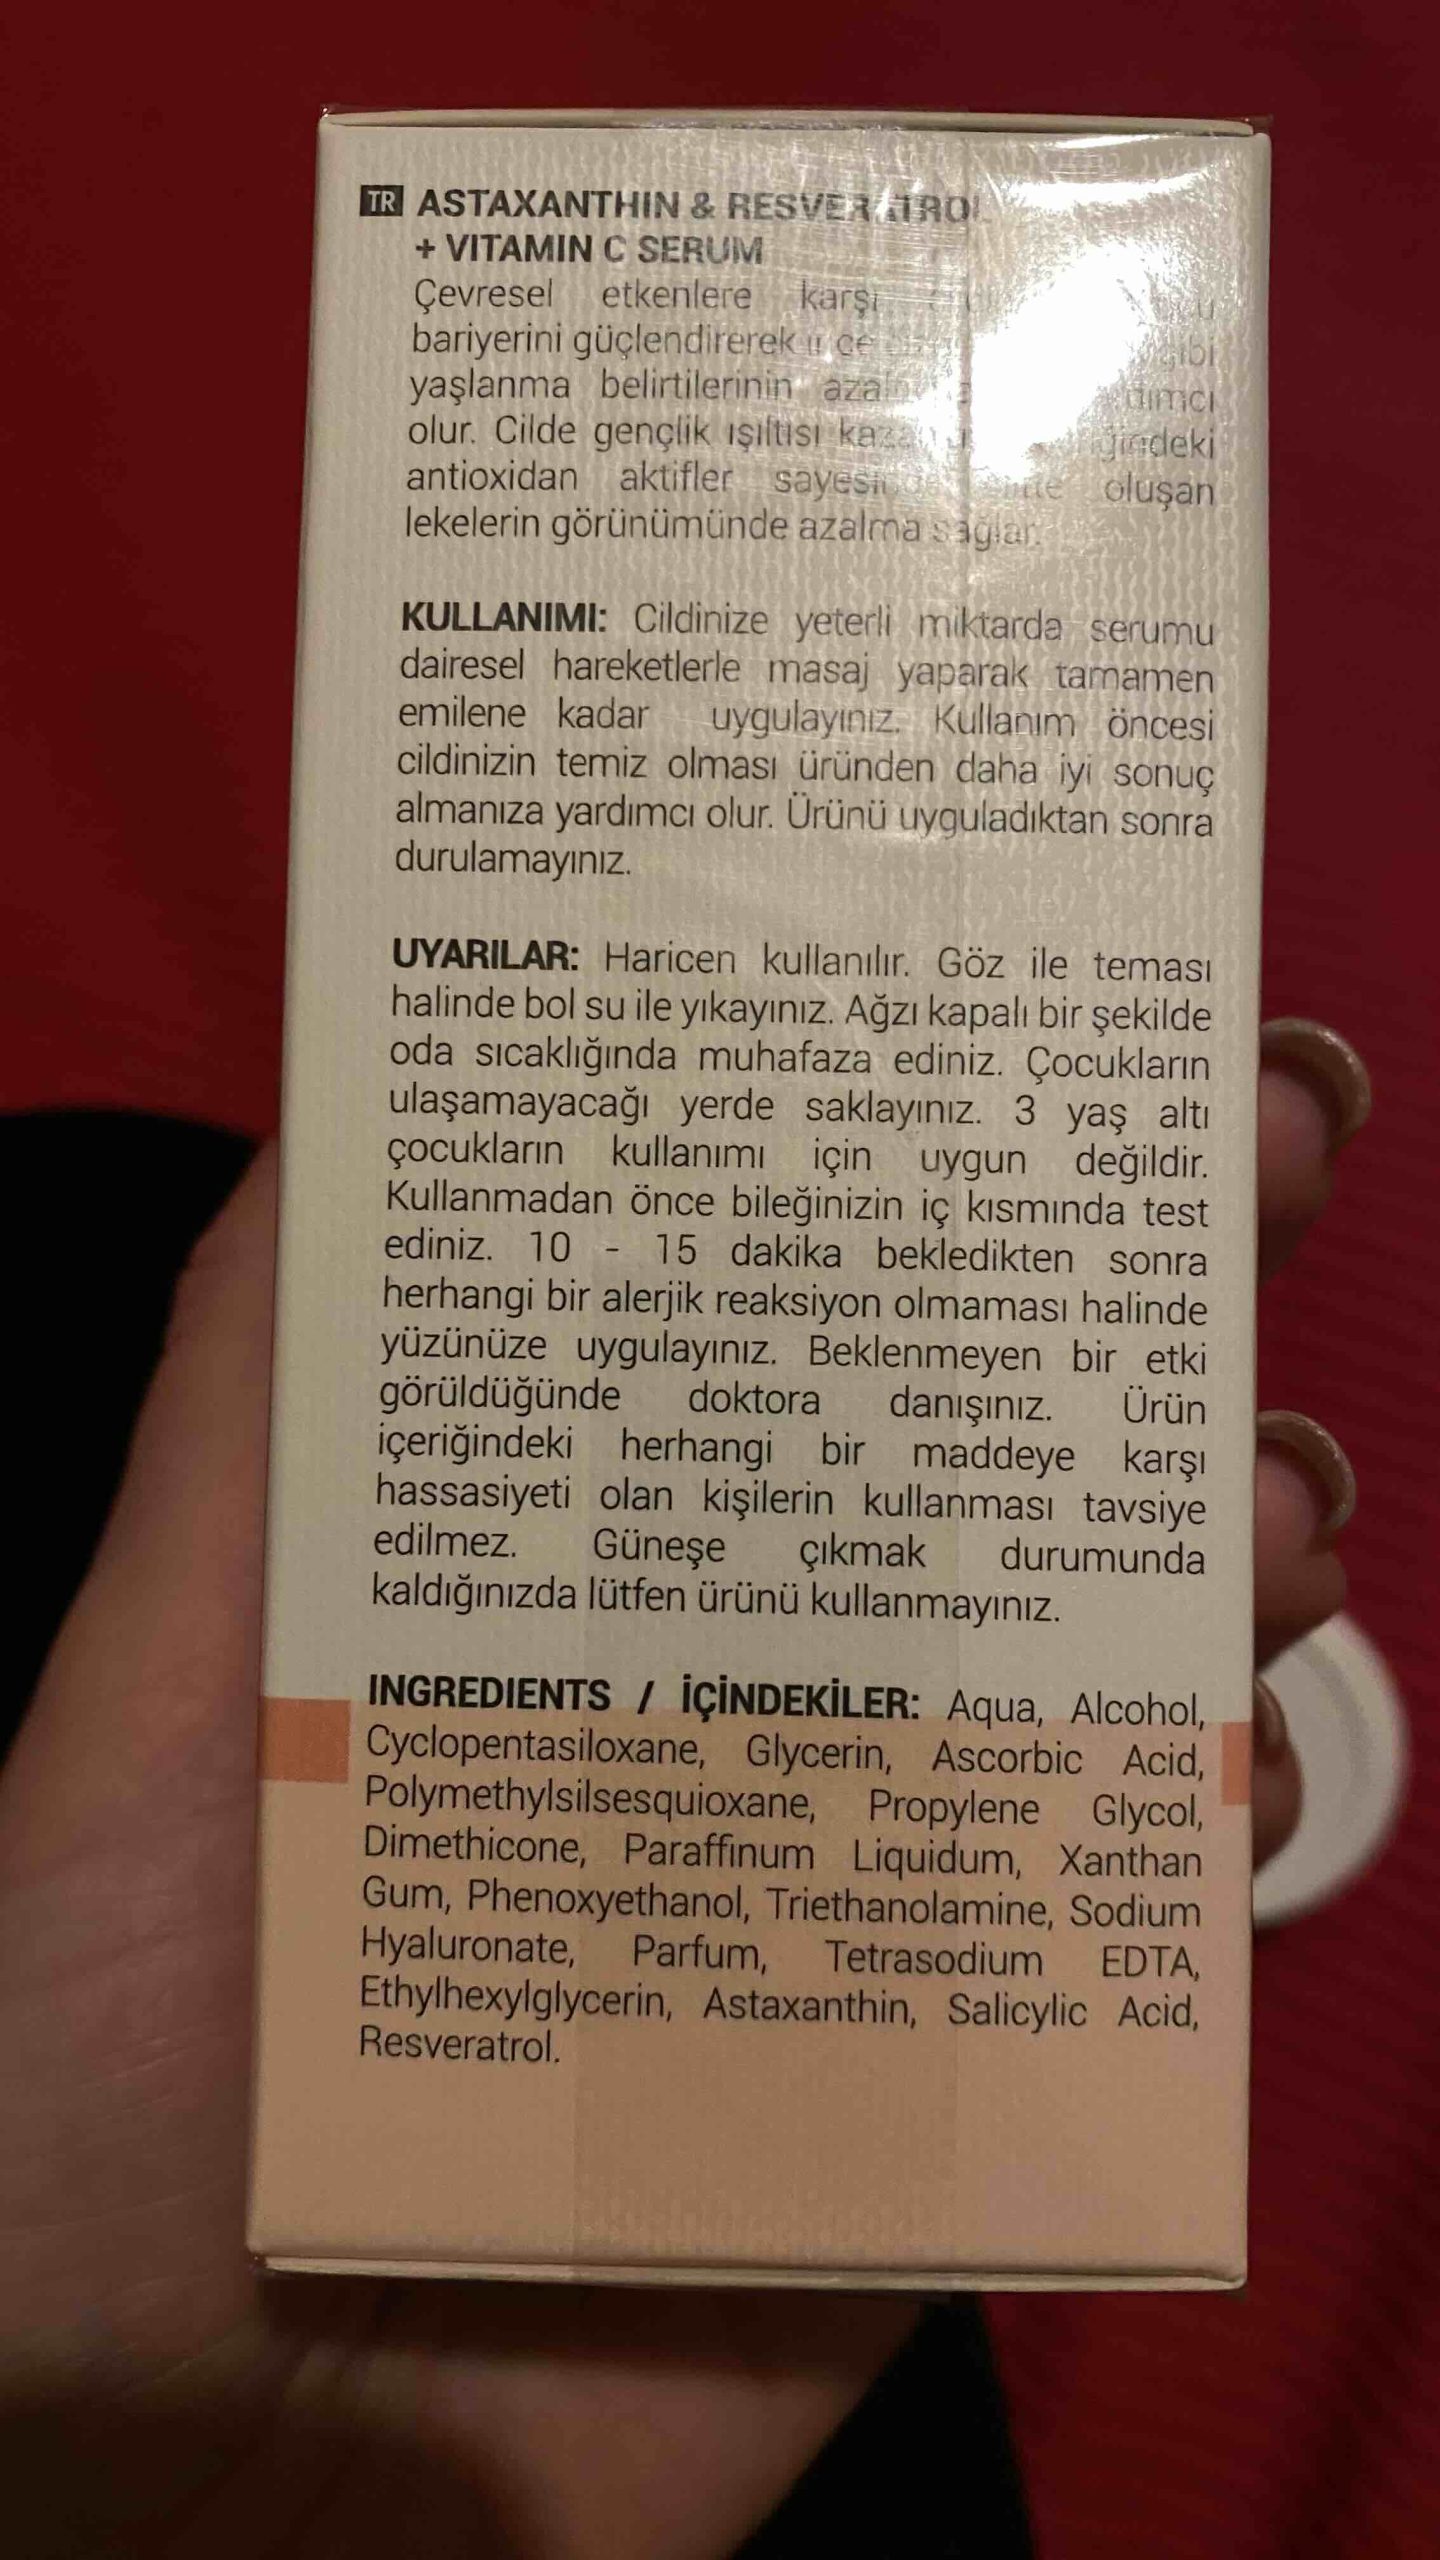 TR ASTAXANTHIN & RESVERATROL
+ VITAMIN C SERUM
Çevresel etkenlere karşı
bariyerini güçlendirerek ince gibi
yaşlanma belirtilerinin
olur. Cilde gençlik ışıltısı
antioxidan aktifler sayesinde ciltte oluşan
lekelerin görünümünde azalma sağlar.
KULLANIMI: Cildinize yeterli miktarda serumu
dairesel hareketlerle masaj yaparak tamamen
emilene kadar uygulayınız. Kullanım öncesi
cildinizin temiz olması üründen daha iyi sonuç
almanıza yardımcı olur. Ürünü uyguladıktan sonra
durulamayınız.
UYARILAR: Haricen kullanılır. Göz ile teması
halinde bol su ile yıkayınız. Ağzı kapalı bir şekilde
oda sıcaklığında muhafaza ediniz. Çocukların
ulaşamayacağı yerde saklayınız. 3 yaş altı
çocukların kullanımı için uygun değildir.
Kullanmadan önce bileğinizin iç kısmında test
ediniz. 10 - 15 dakika bekledikten sonra
herhangi bir alerjik reaksiyon olmaması halinde
yüzünüze uygulayınız. Beklenmeyen bir etki
görüldüğünde doktora danışınız. Ürün
içeriğindeki herhangi bir maddeye karşı
hassasiyeti olan kişilerin kullanması tavsiye
edilmez. Güneşe çıkmak durumunda
kaldığınızda lütfen ürünü kullanmayınız.
INGREDIENTS / İÇİNDEKİLER: Aqua, Alcohol,
Cyclopentasiloxane, Glycerin, Ascorbic Acid,
Polymethylsilsesquioxane, Propylene Glycol,
Dimethicone, Paraffinum Liquidum, Xanthan
Gum, Phenoxyethanol, Triethanolamine, Sodium
Hyaluronate, Parfum, Tetrasodium EDTA,
Ethylhexylglycerin, Astaxanthin, Salicylic Acid,
Resveratrol.